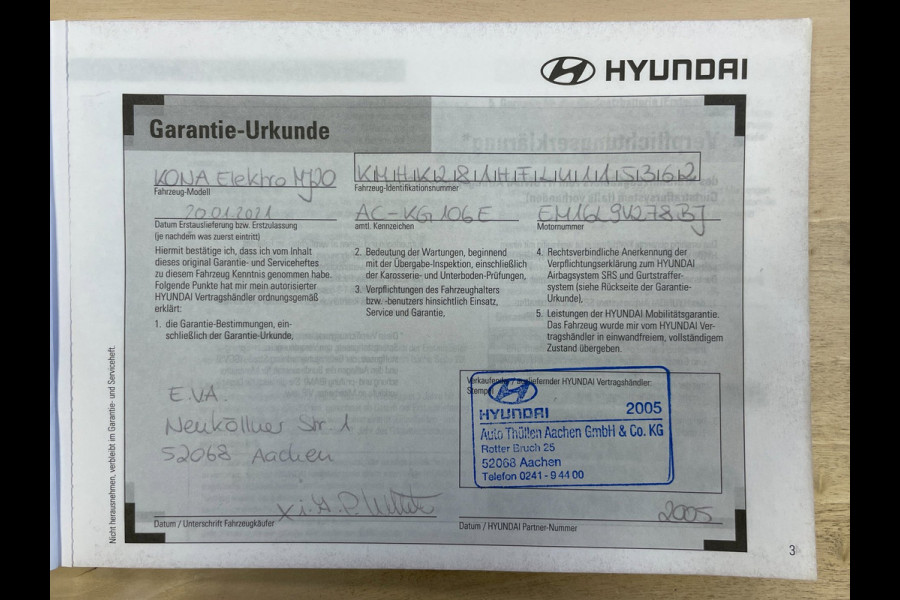 HYUNDAI
Garantie-Urkunde
KONA Elektro MJ20
Fahrzeug-Modell
Fahrzeug-Identifikationsnummer
20.01.2021
Datum Erstauslieferung bzw. Erstzulassung
(je nachdem was zuerst eintritt)
AC-KG 106E
amtl. Kennzeichen
Motornummer
Hiermit bestätige ich, dass ich vom Inhalt
dieses original Garantie- und Serviceheftes
zu diesem Fahrzeug Kenntnis genommen habe.
Folgende Punkte hat mir mein autorisierter
HYUNDAI Vertragshändler ordnungsgemäß
erklärt:
1. die Garantie-Bestimmungen, ein-
schließlich der Garantie-Urkunde,
2. Bedeutung der Wartungen, beginnend
mit der Übergabe-Inspektion, einschließlich
der Karosserie- und Unterboden-Prüfungen,
3. Verpflichtungen des Fahrzeughalters
bzw. -benutzers hinsichtlich Einsatz,
Service und Garantie,
4. Rechtsverbindliche Anerkennung der
Verpflichtungserklärung zum HYUNDAI
Airbagsystem SRS und Gurtstraffer-
system (siehe Rückseite der Garantie-
Urkunde),
5. Leistungen der HYUNDAI Mobilitätsgarantie.
Das Fahrzeug wurde mir vom HYUNDAI Ver-
tragshändler in einwandfreiem, vollständigem
Zustand übergeben.
E.VA
Neuköllner Str. 1
52068 Aachen
Datum / Unterschrift Fahrzeugkäufer
Verkaufender / ausliefernder HYUNDAI Vertragshändler:
Stempel
HYUNDAI 2005
Auto Thüllen Aachen GmbH & Co. KG
Rotter Bruch 25
52068 Aachen
Telefon 0241 - 9 44 00
2005
Datum / HYUNDAI Partner-Nummer
Nicht herausnehmen, verbleibt im Garantie- und Serviceheft.
3